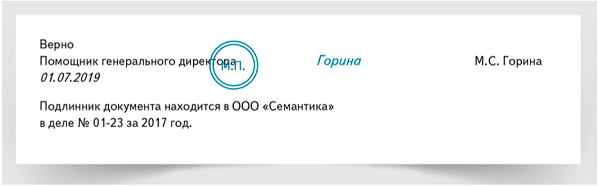 Верно
Помощник генерального директора М.П. Горина М.С. Горина
01.07.2019
Подлинник документа находится в ООО «Семантика»
в деле № 01-23 за 2017 год.